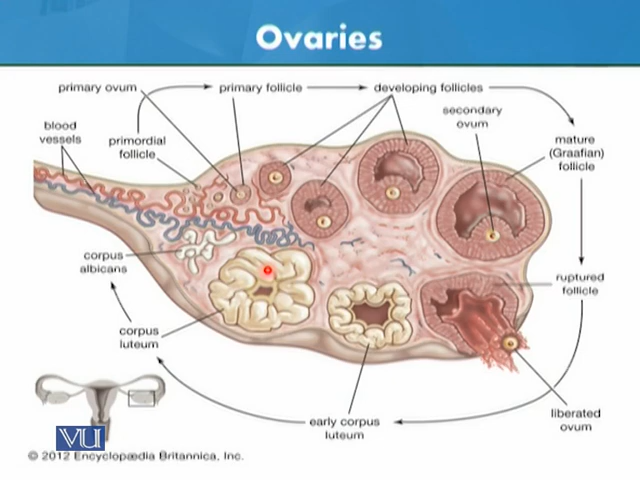 Ovaries
primary ovum
primary follicle
developing follicles
secondary
ovum
blood
vessels
primordial
follicle
mature
(Graafian)
follicle
corpus
albicans
ruptured
follicle
corpus
luteum
early corpus
luteum
liberated
ovum
VU
© 2012 Encyclopædia Britannica, Inc.